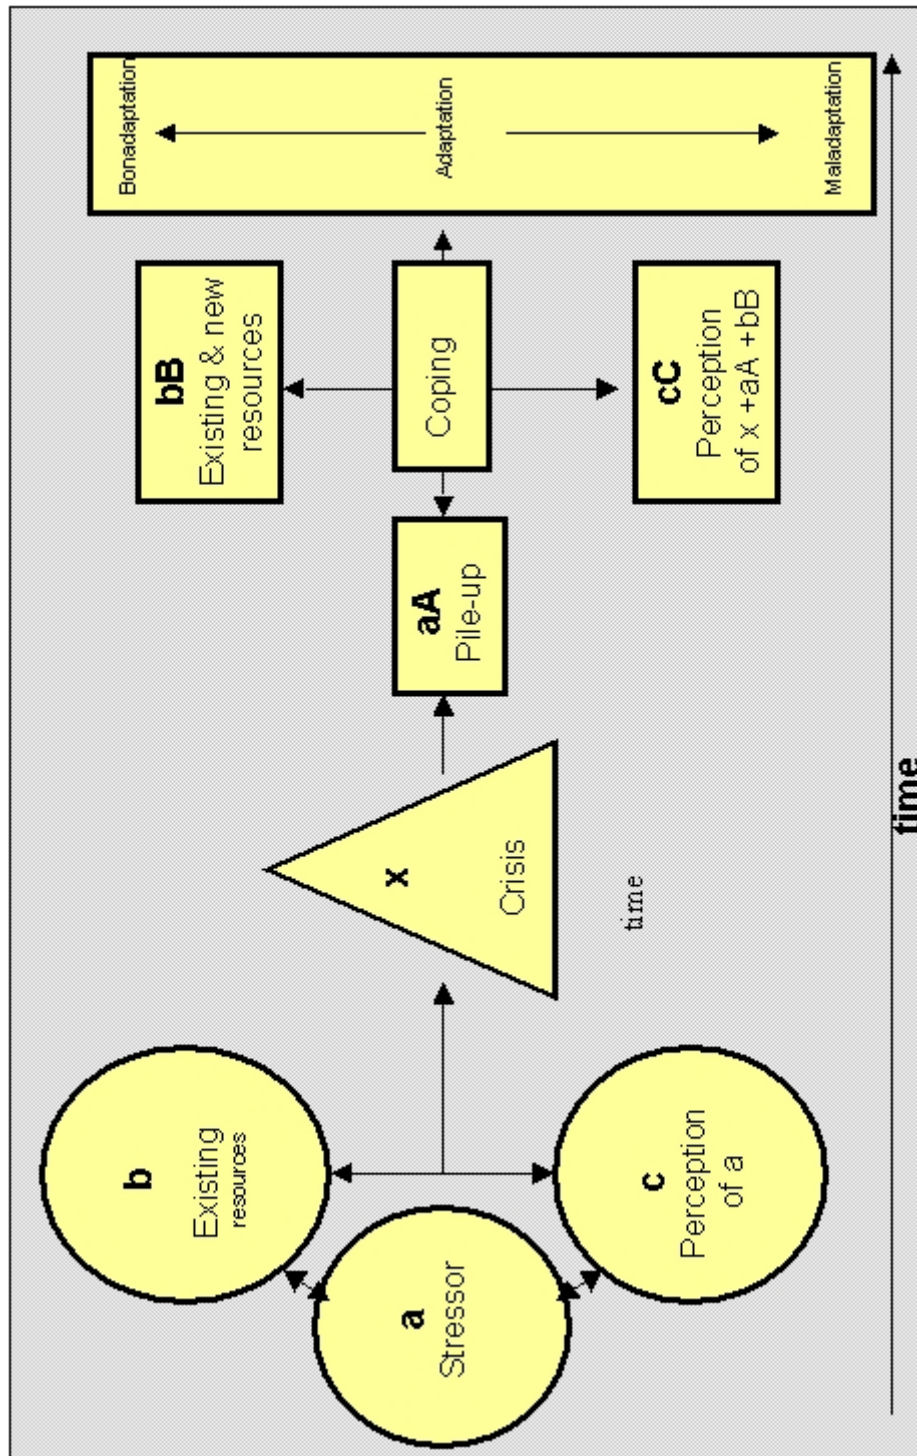 b
Existing
resources
a
Stressor
c
Perception
of a
x
Crisis
time
aA
Pile-up
bB
Existing & new
resources
Coping
cC
Perception
of x +aA +bB
Bonadaptation
Adaptation
Maladaptation
time